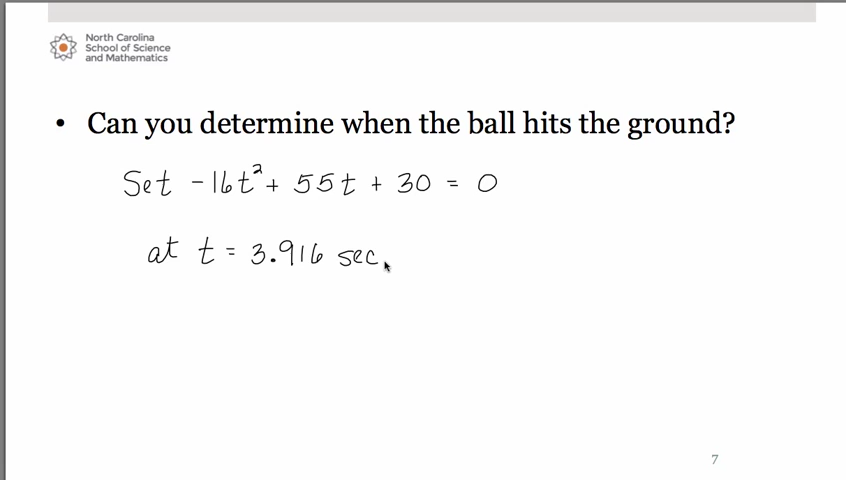 North Carolina
School of Science
and Mathematics
• Can you determine when the ball hits the ground?
Set -16t² + 55t + 30 = 0
at t = 3.916 sec.
7